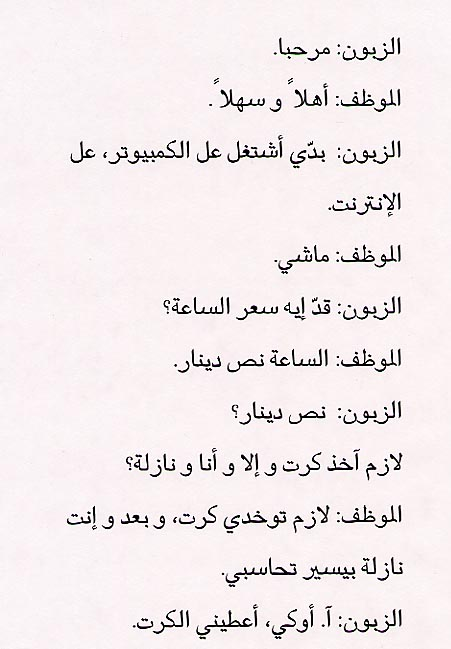 الزبون: مرحبا.
الموظف: أهلا ً و سهلا ً.
الزبون: بدّي أشتغل عل الكمبيوتر، عل
الإنترنت.
الموظف: ماشي.
الزبون: قدّ إيه سعر الساعة؟
الموظف: الساعة نص دينار.
الزبون: نص دينار؟
لازم آخذ كرت و إلا و أنا و نازلة؟
الموظف: لازم توخدي كرت، و بعد و إنت
نازلة بيسير تحاسبي.
الزبون: آ. أوكي، أعطيني الكرت.